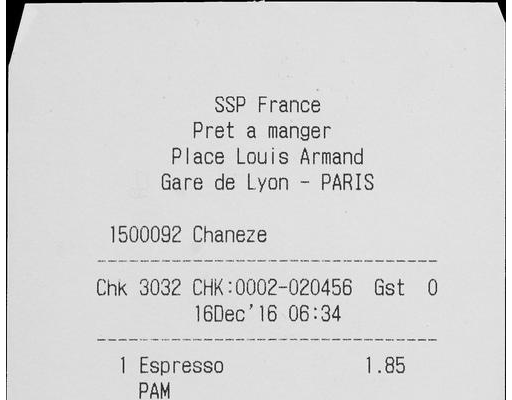 SSP France
Pret a manger
Place Louis Armand
Gare de Lyon - PARIS
1500092 Chaneze
Chk 3032 CHK:0002-020456 Gst 0
16Dec'16 06:34
1 Espresso 1.85
PAM